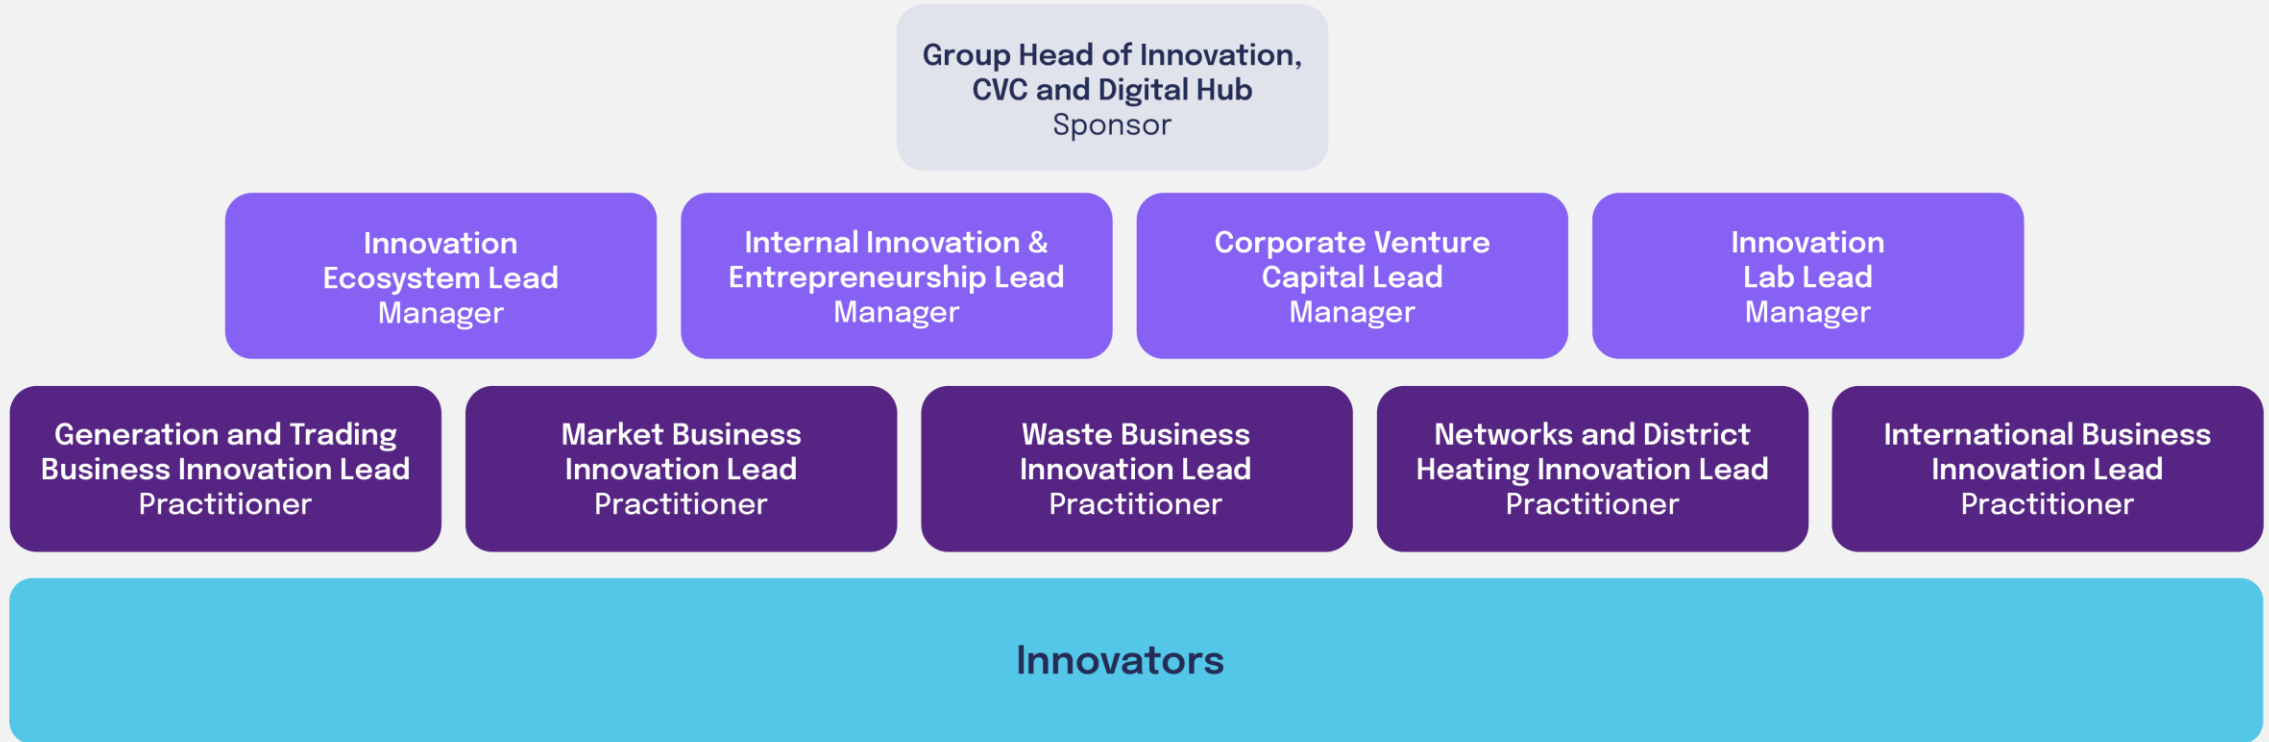 Group Head of Innovation,
CVC and Digital Hub
Sponsor
Innovation
Ecosystem Lead
Manager
Internal Innovation &
Entrepreneurship Lead
Manager
Corporate Venture
Capital Lead
Manager
Innovation
Lab Lead
Manager
Generation and Trading
Business Innovation Lead
Practitioner
Market Business
Innovation Lead
Practitioner
Waste Business
Innovation Lead
Practitioner
Networks and District
Heating Innovation Lead
Practitioner
International Business
Innovation Lead
Practitioner
Innovators